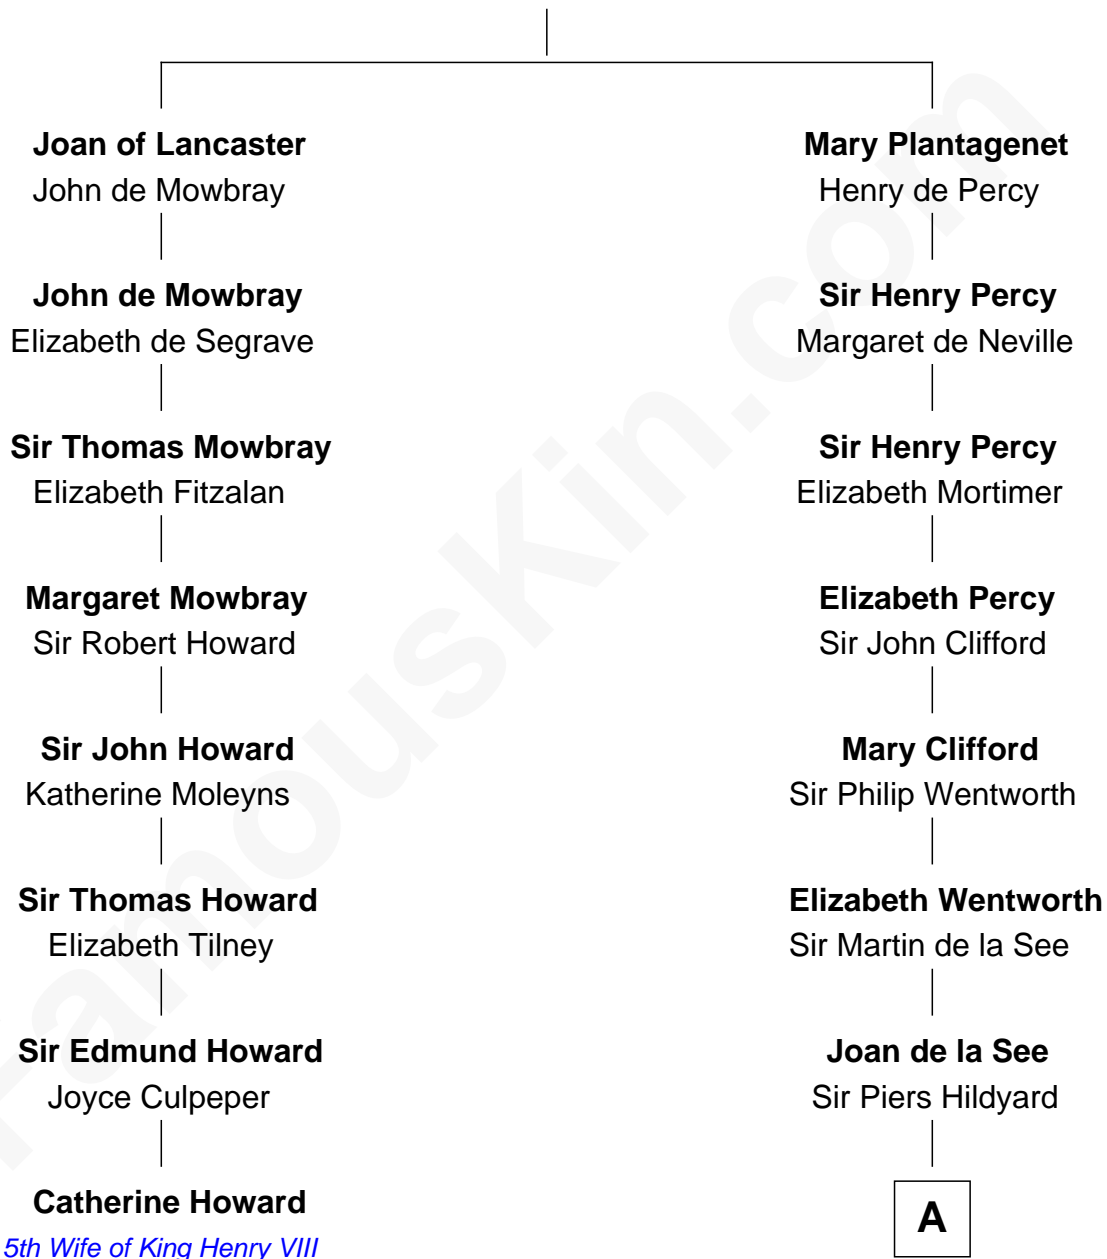 Joan of Lancaster
John de Mowbray
John de Mowbray
Elizabeth de Segrave
Sir Thomas Mowbray
Elizabeth Fitzalan
Margaret Mowbray
Sir Robert Howard
Sir John Howard
Katherine Moleyns
Sir Thomas Howard
Elizabeth Tilney
Sir Edmund Howard
Joyce Culpeper
Catherine Howard
5th Wife of King Henry VIII
Mary Plantagenet
Henry de Percy
Sir Henry Percy
Margaret de Neville
Sir Henry Percy
Elizabeth Mortimer
Elizabeth Percy
Sir John Clifford
Mary Clifford
Sir Philip Wentworth
Elizabeth Wentworth
Sir Martin de la See
Joan de la See
Sir Piers Hildyard
A
FamousKin.com